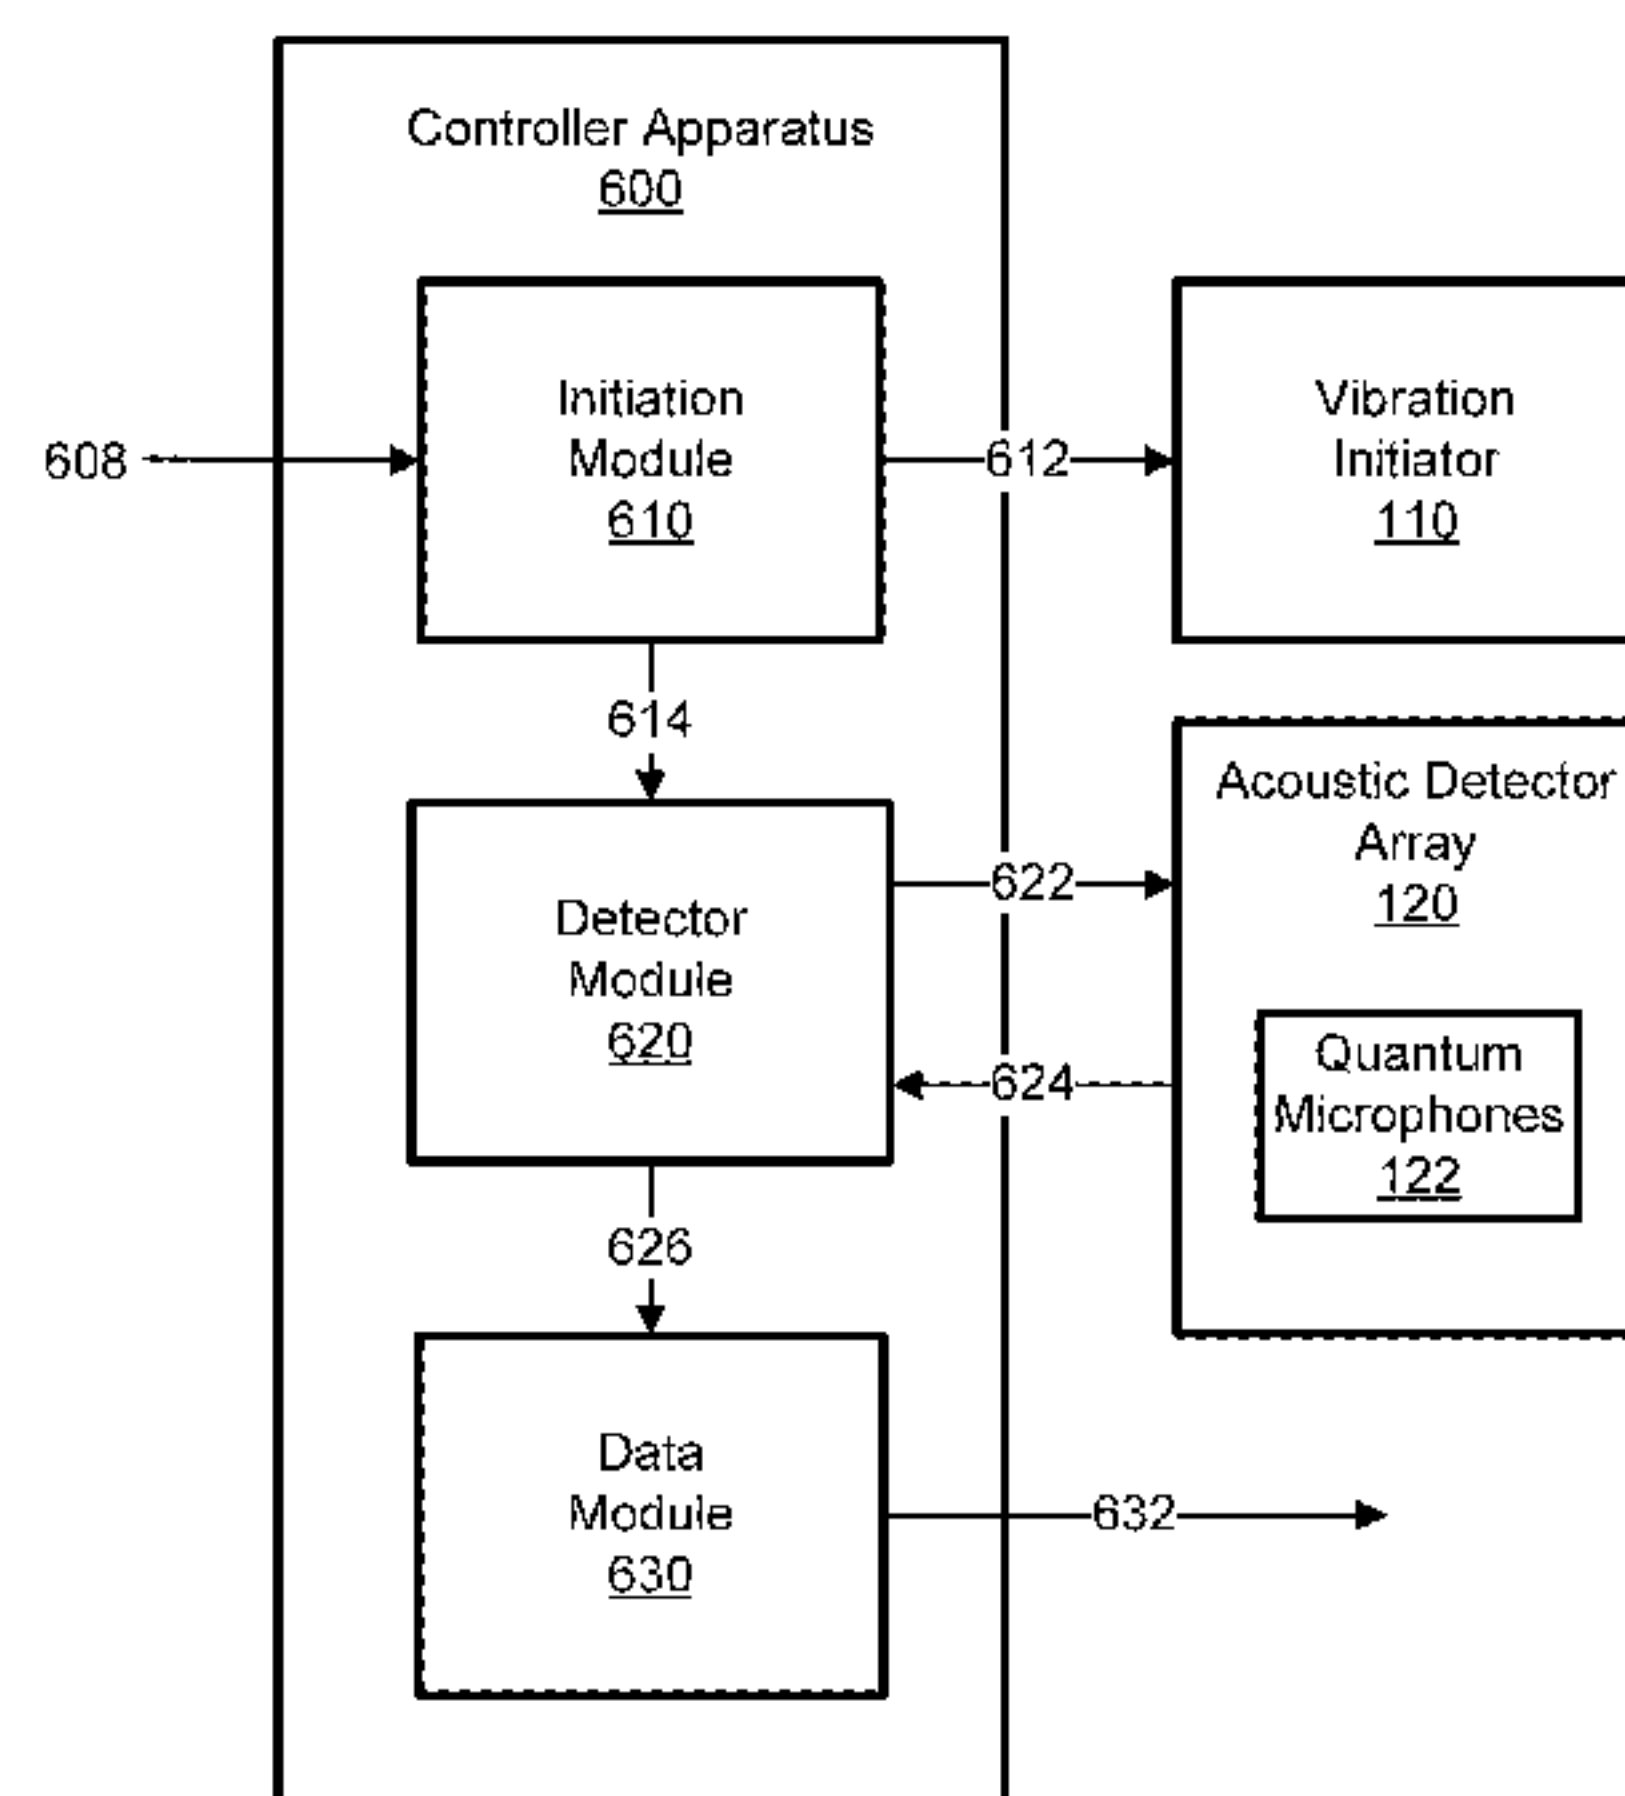 Controller Apparatus
600
Initiation
Module
610
608
612
Vibration
Initiator
110
614
Detector
Module
620
622
624
Acoustic Detector
Array
120
Quantum
Microphones
122
626
Data
Module
630
632